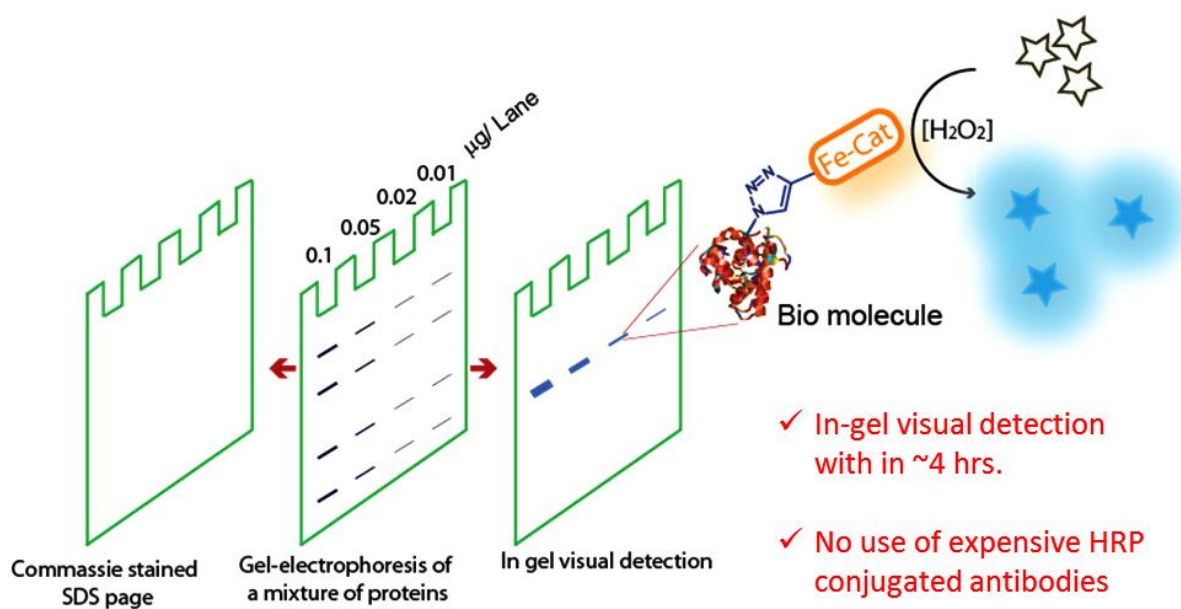 µg/ Lane
0.01
0.02
0.05
0.1
[H₂O₂]
Fe-Cat
N
N
N
Bio molecule
✓ In-gel visual detection
with in ~4 hrs.
✓ No use of expensive HRP
conjugated antibodies
Commassie stained
SDS page
Gel-electrophoresis of
a mixture of proteins
In gel visual detection